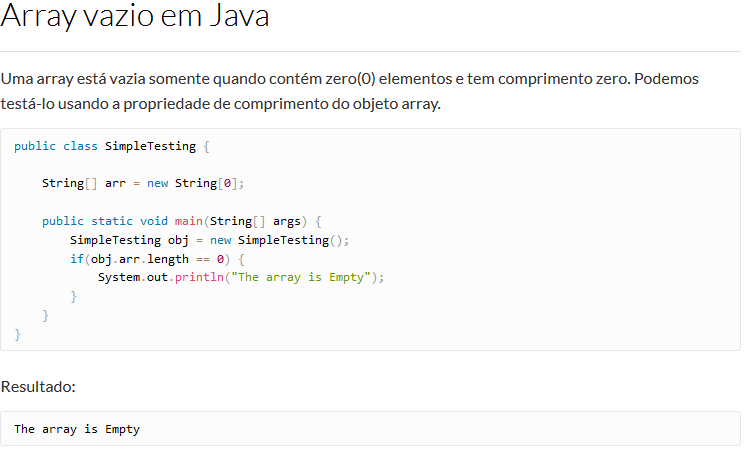 Array vazio em Java
Uma array está vazia somente quando contém zero(0) elementos e tem comprimento zero. Podemos
testá-lo usando a propriedade de comprimento do objeto array.
public class SimpleTesting {
    String[] arr = new String[0];
    public static void main(String[] args) {
        SimpleTesting obj = new SimpleTesting();
        if(obj.arr.length == 0) {
            System.out.println("The array is Empty");
        }
    }
}
Resultado:
The array is Empty